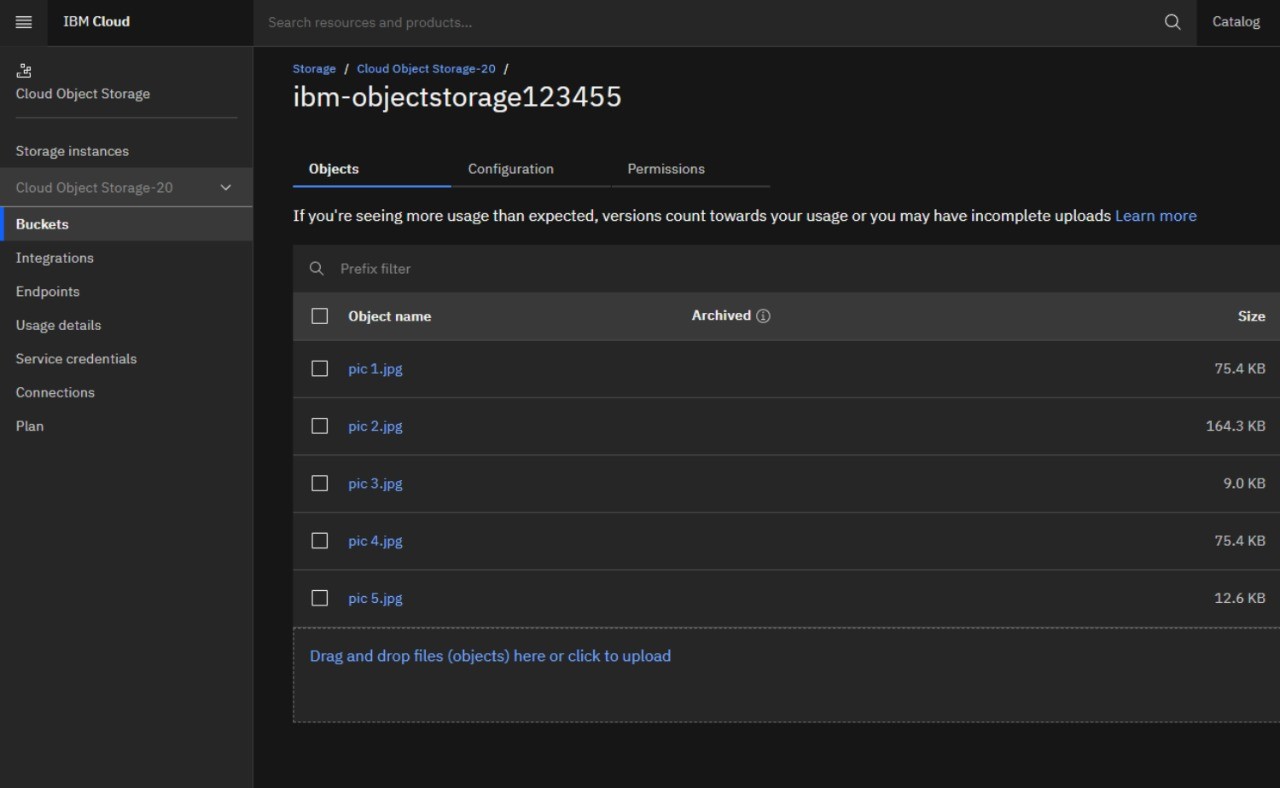 IBM Cloud
Search resources and products...
Catalog
Cloud Object Storage
Storage instances
Cloud Object Storage-20
Buckets
Integrations
Endpoints
Usage details
Service credentials
Connections
Plan
Storage / Cloud Object Storage-20 /
ibm-objectstorage123455
Objects Configuration Permissions
If you're seeing more usage than expected, versions count towards your usage or you may have incomplete uploads Learn more
Prefix filter
Object name Archived Size
pic 1.jpg 75.4 KB
pic 2.jpg 164.3 KB
pic 3.jpg 9.0 KB
pic 4.jpg 75.4 KB
pic 5.jpg 12.6 KB
Drag and drop files (objects) here or click to upload